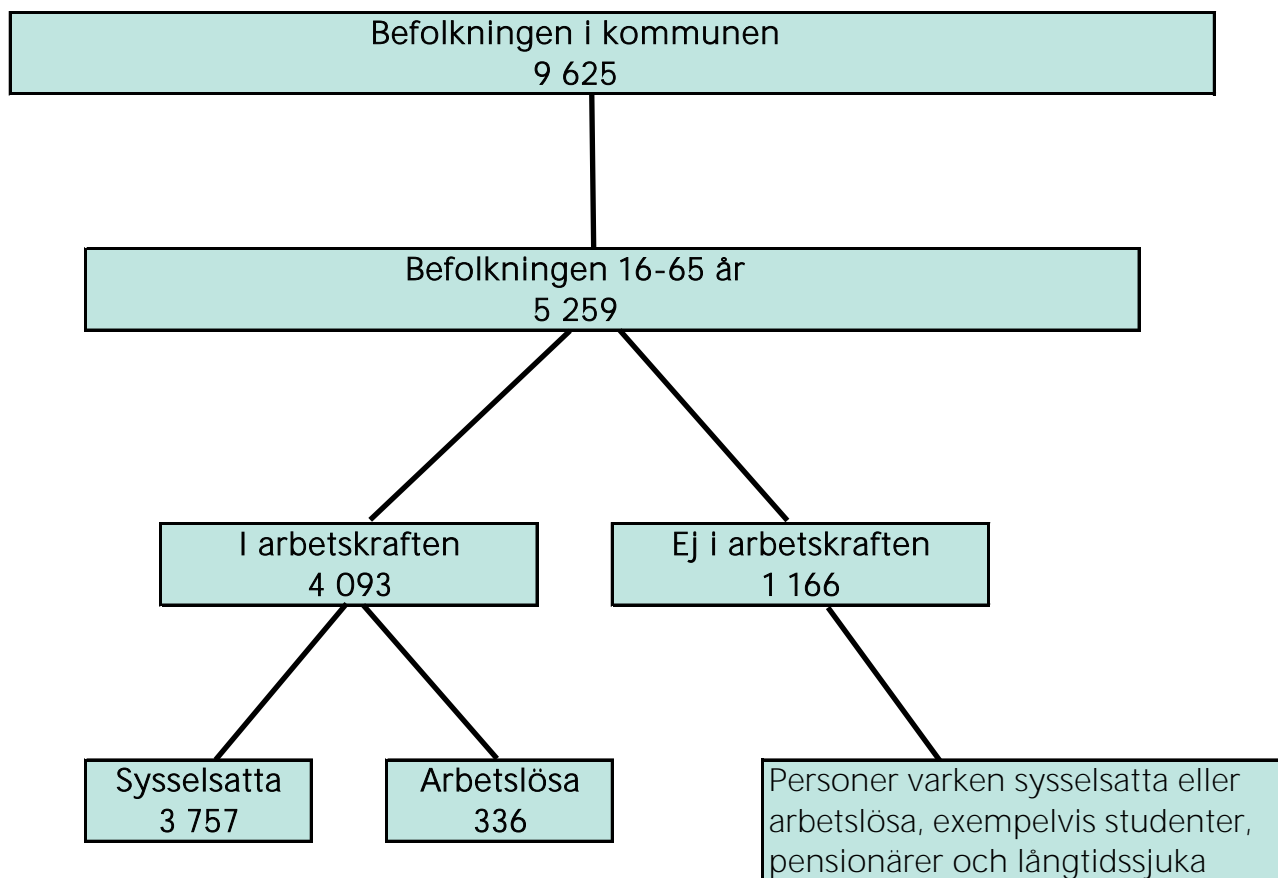 Befolkningen i kommunen
9 625
Befolkningen 16-65 år
5 259
I arbetskraften
4 093
Ej i arbetskraften
1 166
Sysselsatta
3 757
Arbetslösa
336
Personer varken sysselsatta eller
arbetslösa, exempelvis studenter,
pensionärer och långtidssjuka